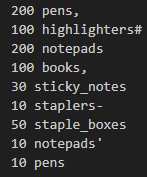 200 pens,
100 highlighters#
200 notepads
100 books,
30 sticky_notes
10 staplers-
50 staple_boxes
10 notepads'
10 pens